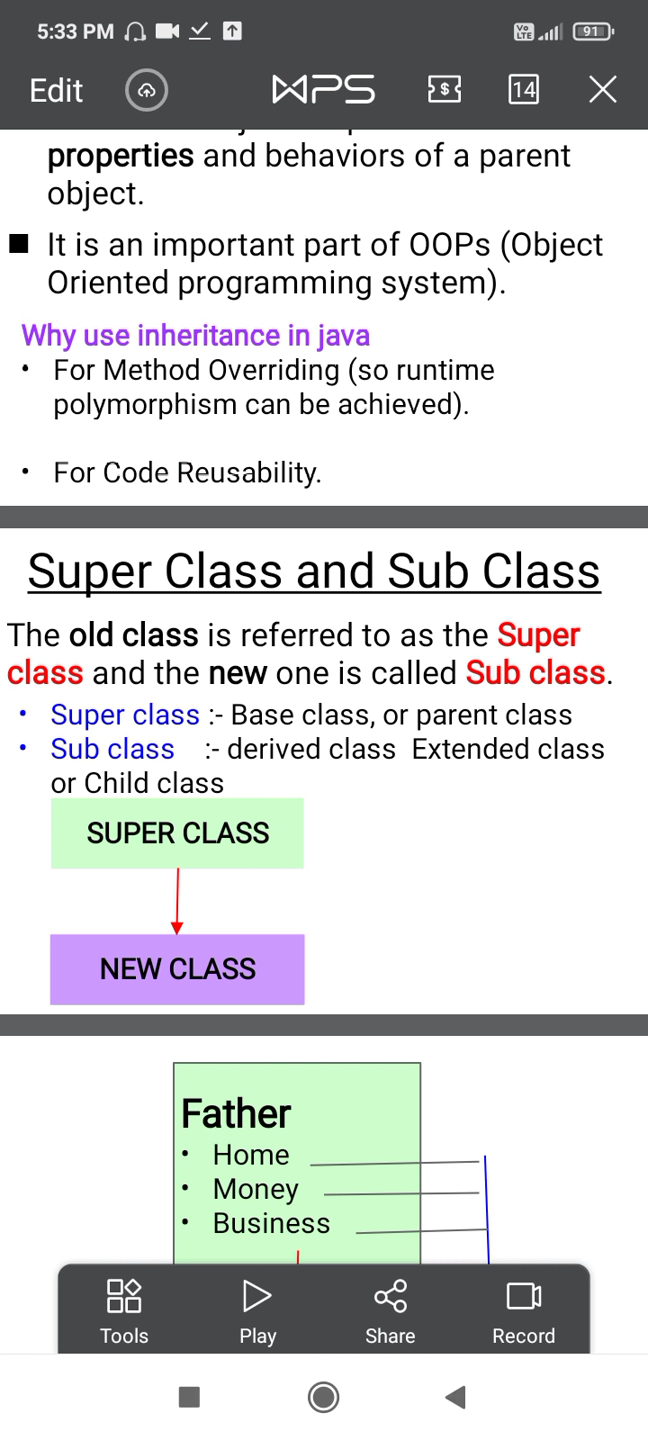 5:33 PM
Vo LTE 91
Edit WPS $ 14
properties and behaviors of a parent
object.
■ It is an important part of OOPs (Object
Oriented programming system).
Why use inheritance in java
• For Method Overriding (so runtime
polymorphism can be achieved).
• For Code Reusability.
Super Class and Sub Class
The old class is referred to as the Super
class and the new one is called Sub class.
• Super class :- Base class, or parent class
• Sub class :- derived class Extended class
or Child class
SUPER CLASS
NEW CLASS
Father
• Home
• Money
• Business
Tools Play Share Record